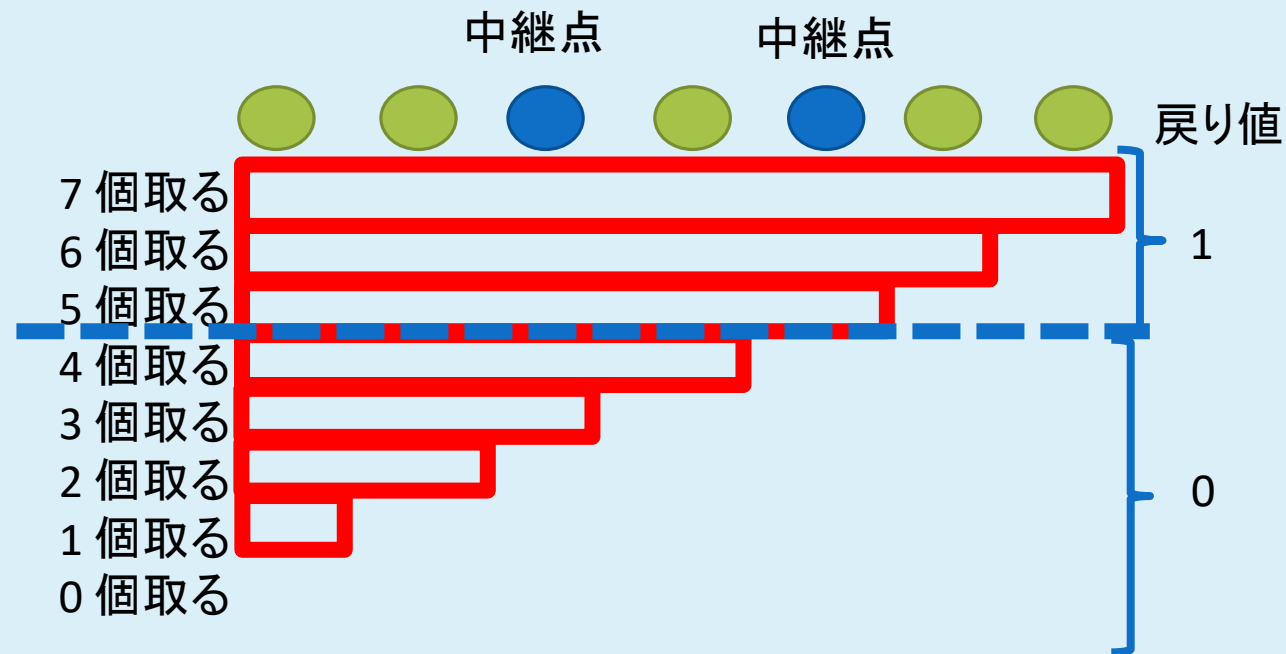 中継点
中継点
戻り値
7 個取る
6 個取る
1
5 個取る
4 個取る
3 個取る
2 個取る
0
1 個取る
0 個取る